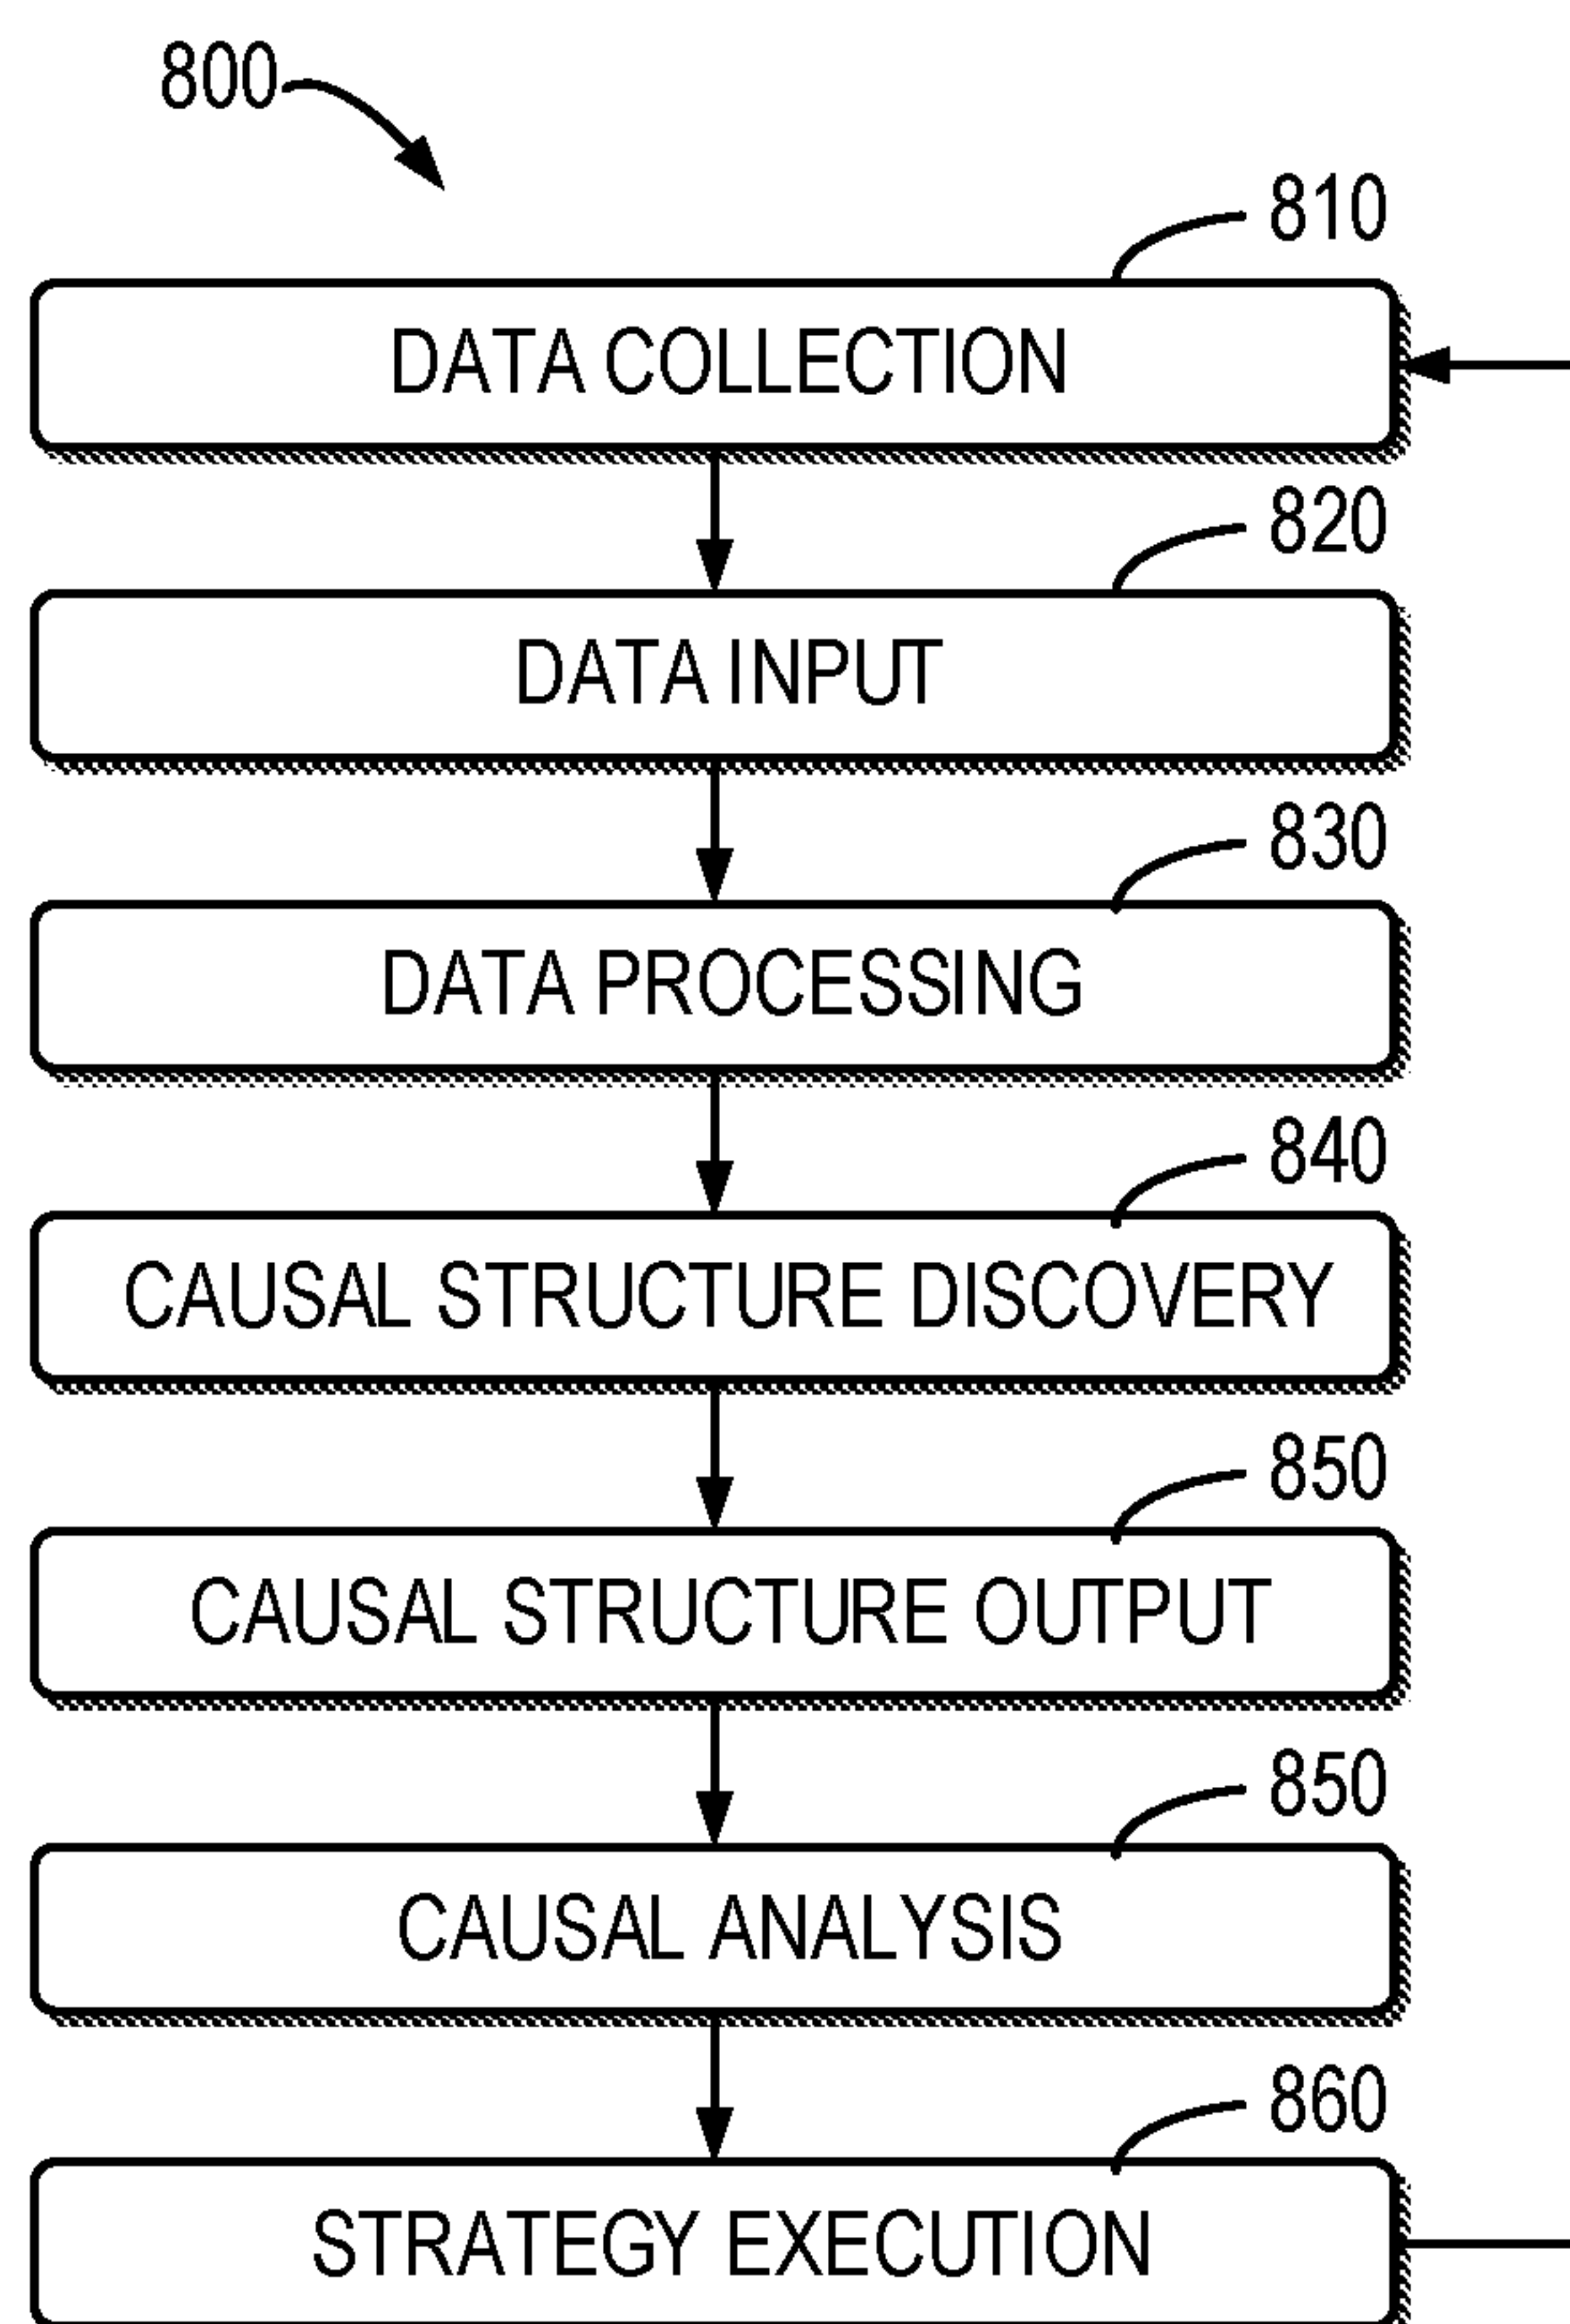 800
810
DATA COLLECTION
820
DATA INPUT
830
DATA PROCESSING
840
CAUSAL STRUCTURE DISCOVERY
850
CAUSAL STRUCTURE OUTPUT
850
CAUSAL ANALYSIS
860
STRATEGY EXECUTION